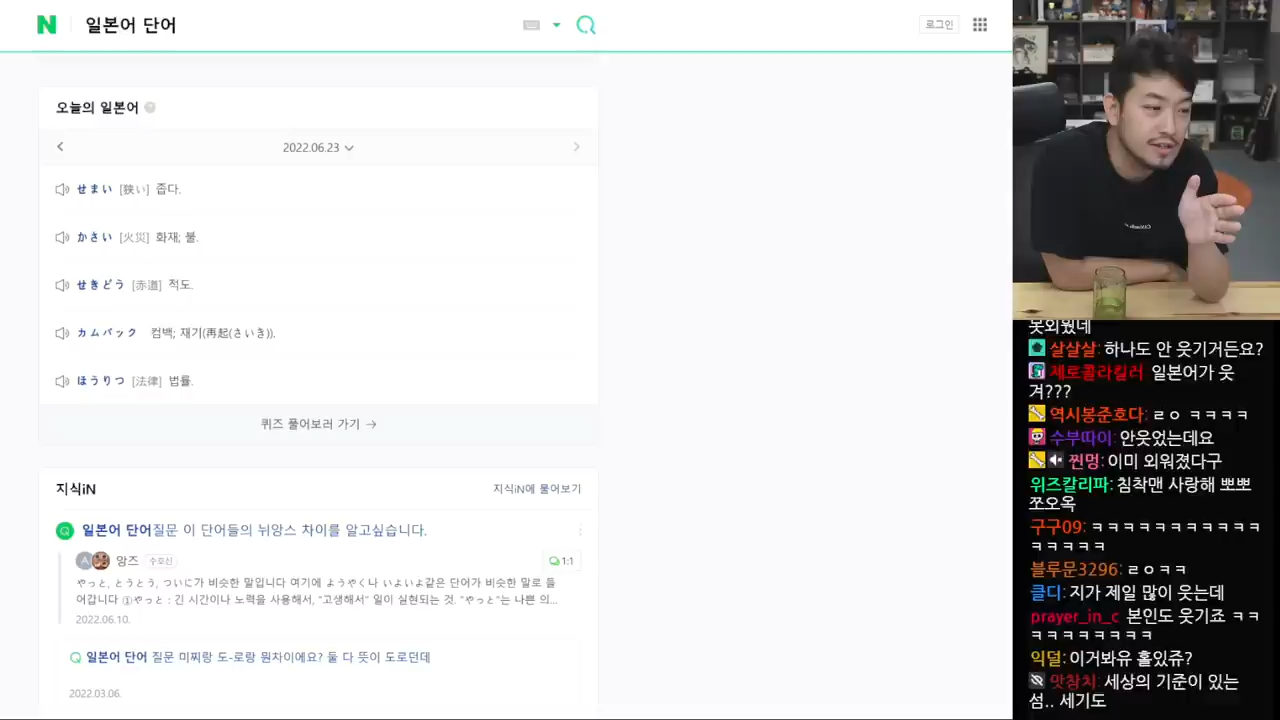 N 일본어 단어
로그인
오늘의 일본어
2022.06.23
せまい [狭い] 좁다.
かさい [火災] 화재; 불.
せきどう [赤道] 적도.
カムバック 컴백; 재기(再起(さいき)).
ほうりつ [法律] 법률.
퀴즈 풀어보러 가기 →
지식iN
지식iN에 물어보기
Q 일본어 단어질문 이 단어들의 뉘앙스 차이를 알고싶습니다.
A 앙즈 수호신
1:1
やっと, とうとう, ついに가 비슷한 말입니다 여기에 ようやく나 いよいよ같은 단어가 비슷한 말로 들
어갑니다 ①やっと : 긴 시간이나 노력을 사용해서, "고생해서" 일이 실현되는 것. "やっと"는 나쁜 의...
2022.06.10.
Q 일본어 단어 질문 미찌랑 도-로랑 뭔차이에요? 둘 다 뜻이 도로던데
2022.03.06.
못외웠네
살살살: 하나도 안 웃기거든요?
제로콜라킬러 일본어가 웃
겨???
역시봉준호다: ㄹㅇ ㅋㅋㅋㅋ
수부따이: 안웃었는데요
찐멍: 이미 외워졌다구
위즈칼리파: 침착맨 사랑해 뽀뽀
쪼오옥
구구09: ㅋㅋㅋㅋㅋㅋㅋㅋㅋㅋㅋ
ㅋㅋㅋㅋㅋ
블루문3296: ㄹㅇㅋㅋ
클디: 지가 제일 많이 웃는데
prayer_in_c 본인도 웃기죠 ㅋㅋ
ㅋㅋㅋㅋㅋㅋㅋㅋ
익덜: 이거봐유 홀있쥬?
맛참치: 세상의 기준이 있는
섬.. 세기도